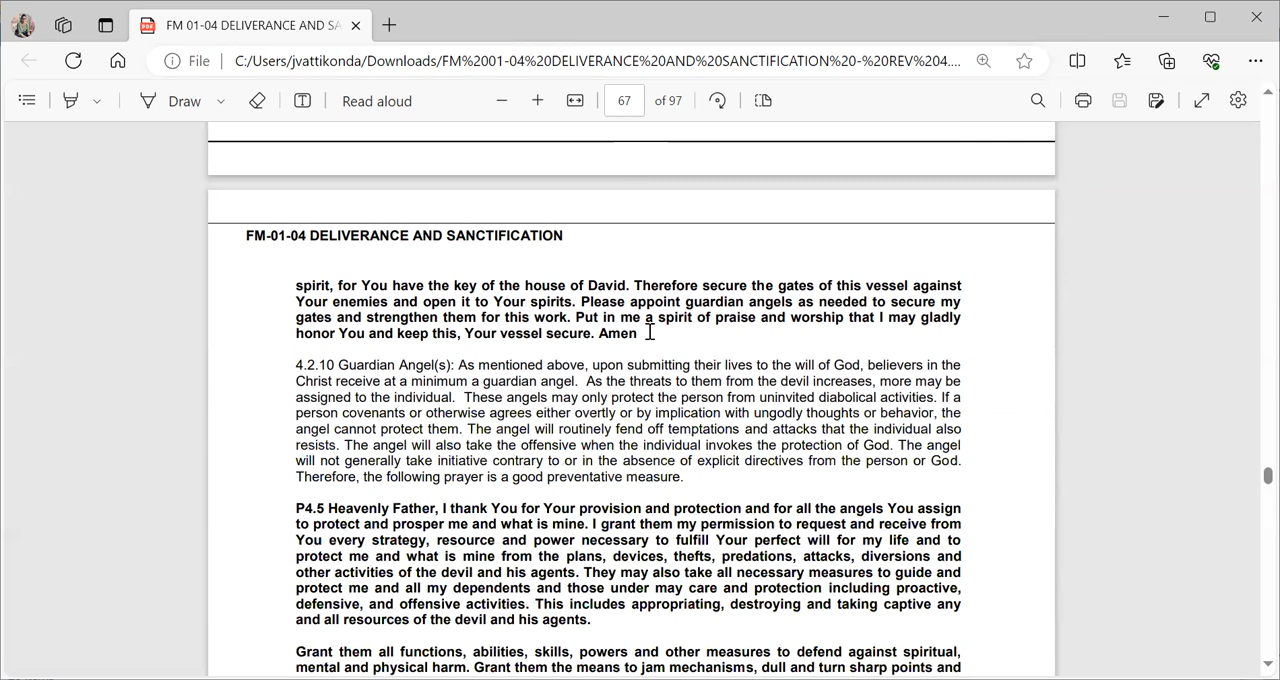 FM 01-04 DELIVERANCE AND SA
File C:/Users/jvattikonda/Downloads/FM%2001-04%20DELIVERANCE%20AND%20SANCTIFICATION%20-%20REV%204....
Draw Read aloud 67 of 97
FM-01-04 DELIVERANCE AND SANCTIFICATION
spirit, for You have the key of the house of David. Therefore secure the gates of this vessel against
Your enemies and open it to Your spirits. Please appoint guardian angels as needed to secure my
gates and strengthen them for this work. Put in me a spirit of praise and worship that I may gladly
honor You and keep this, Your vessel secure. Amen
4.2.10 Guardian Angel(s): As mentioned above, upon submitting their lives to the will of God, believers in the
Christ receive at a minimum a guardian angel. As the threats to them from the devil increases, more may be
assigned to the individual. These angels may only protect the person from uninvited diabolical activities. If a
person covenants or otherwise agrees either overtly or by implication with ungodly thoughts or behavior, the
angel cannot protect them. The angel will routinely fend off temptations and attacks that the individual also
resists. The angel will also take the offensive when the individual invokes the protection of God. The angel
will not generally take initiative contrary to or in the absence of explicit directives from the person or God.
Therefore, the following prayer is a good preventative measure.
P4.5 Heavenly Father, I thank You for Your provision and protection and for all the angels You assign
to protect and prosper me and what is mine. I grant them my permission to request and receive from
You every strategy, resource and power necessary to fulfill Your perfect will for my life and to
protect me and what is mine from the plans, devices, thefts, predations, attacks, diversions and
other activities of the devil and his agents. They may also take all necessary measures to guide and
protect me and all my dependents and those under may care and protection including proactive,
defensive, and offensive activities. This includes appropriating, destroying and taking captive any
and all resources of the devil and his agents.
Grant them all functions, abilities, skills, powers and other measures to defend against spiritual,
mental and physical harm. Grant them the means to jam mechanisms, dull and turn sharp points and